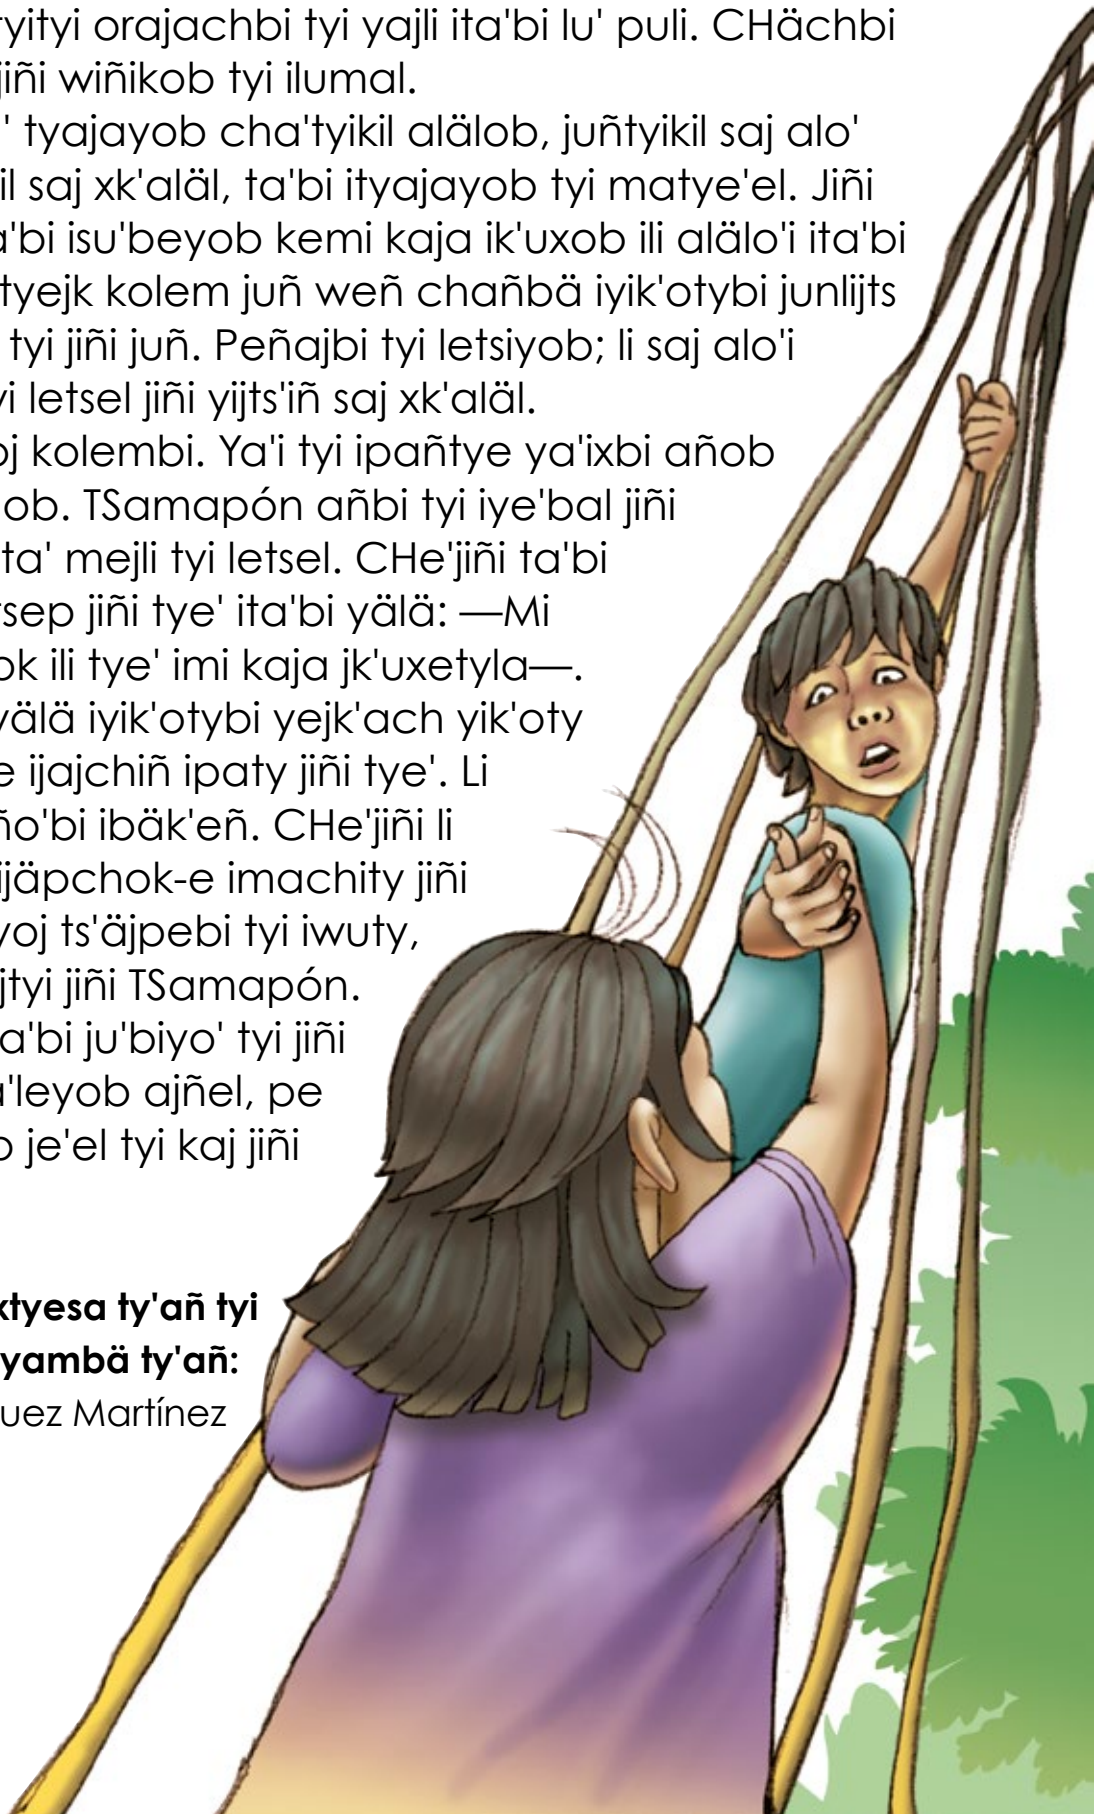 tyityi orajachbi tyi yajli ita'bi lu' puli. CHächbi
jiñi wiñikob tyi ilumal.
' tyajayob cha'tyikil alälob, juñtyikil saj alo'
il saj xk'aläl, ta'bi ityajayob tyi matye'el. Jiñi
a'bi isu'beyob kemi kaja ik'uxob ili alälo'i ita'bi
tyejk kolem juñ weñ chañbä iyik'otybi junlijts
tyi jiñi juñ. Peñajbi tyi letsiyob; li saj alo'i
yi letsel jiñi yijts'iñ saj xk'aläl.
oj kolembi. Ya'i tyi ipañtye ya'ixbi añob
ob. TSamapón añbi tyi iye'bal jiñi
ta' mejli tyi letsel. CHe'jiñi ta'bi
tsep jiñi tye' ita'bi yälä: —Mi
ok ili tye' imi kaja jk'uxetyla—.
yälä iyik'otybi yejk'ach yik'oty
e ijajchiñ ipaty jiñi tye'. Li
ño'bi ibäk'eñ. CHe'jiñi li
ijäpchok-e imachity jiñi
yoj ts'äjpebi tyi iwuty,
jtyi jiñi TSamapón.
a'bi ju'biyo' tyi jiñi
a'leyob ajñel, pe
o je'el tyi kaj jiñi
xtyesa ty'añ tyi
yambä ty'añ:
uez Martínez